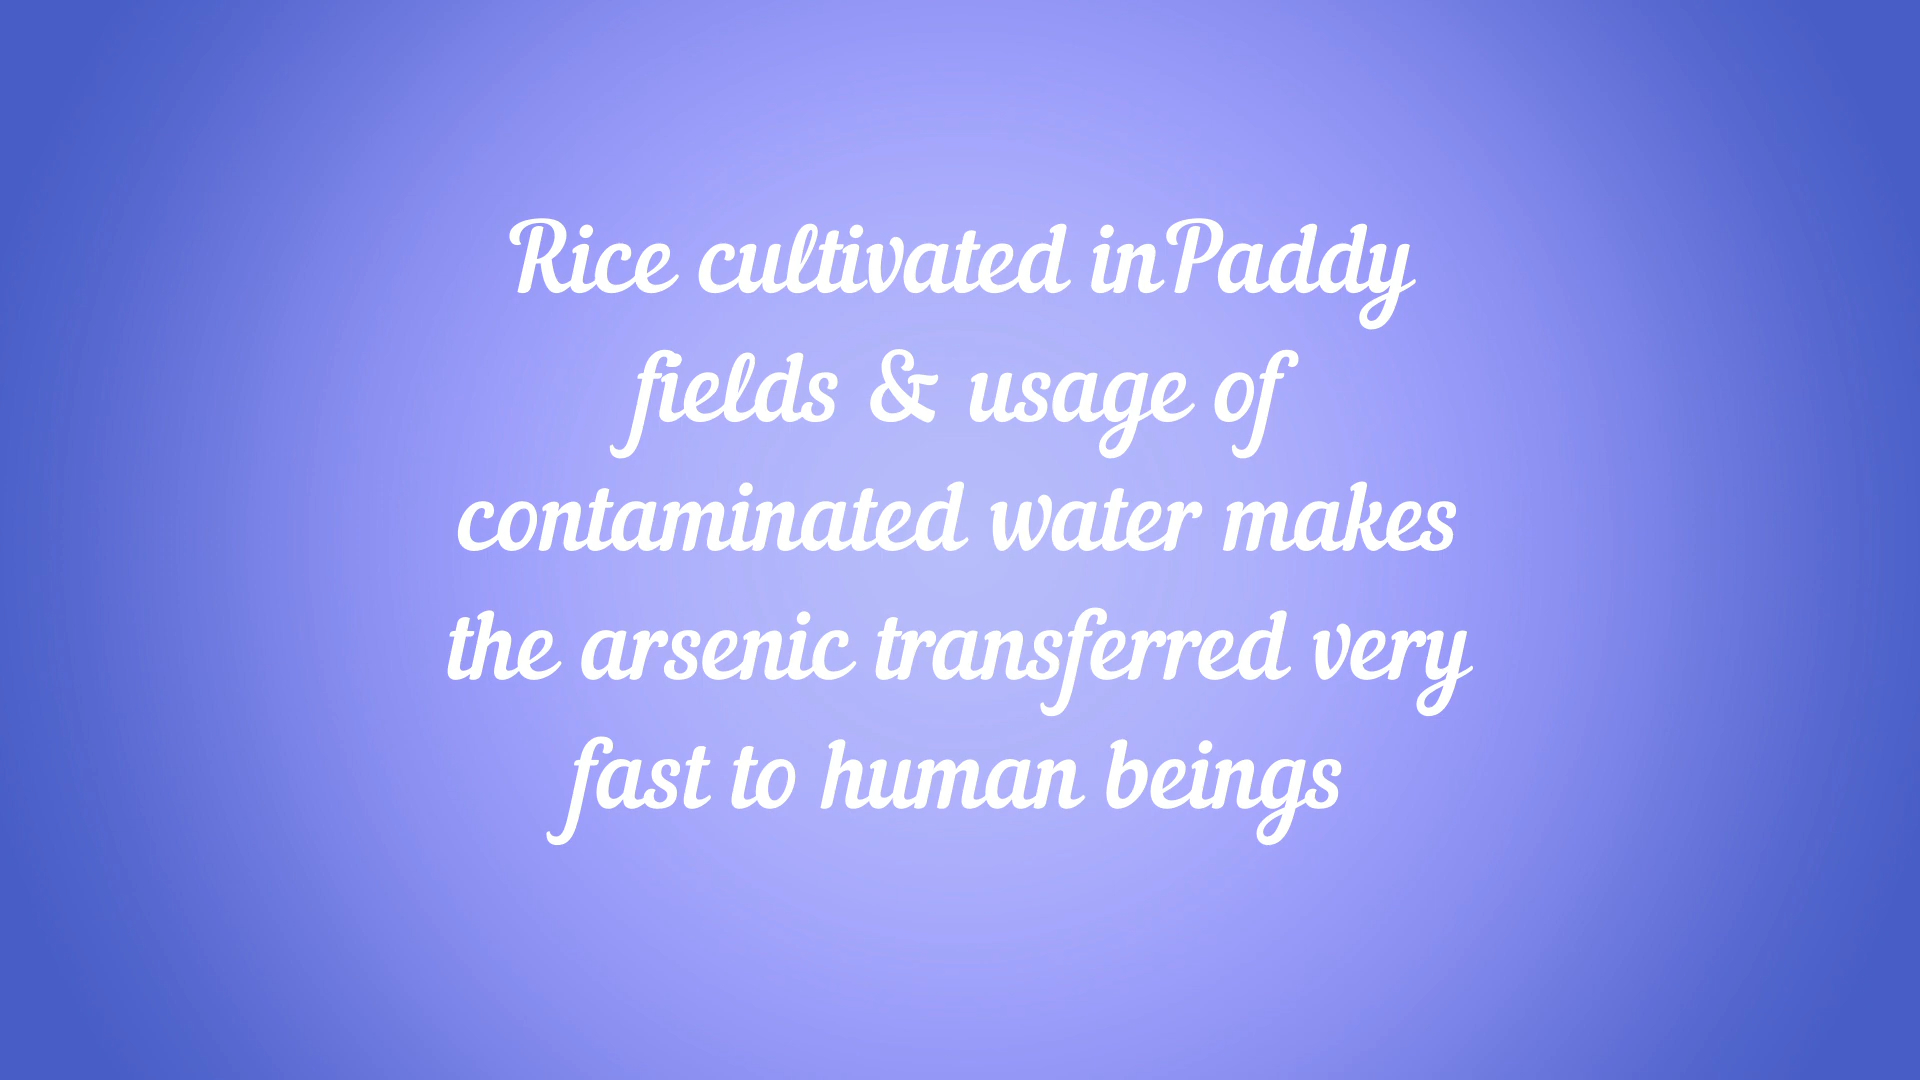 Rice cultivated inPaddy
fields & usage of
contaminated water makes
the arsenic transferred very
fast to human beings